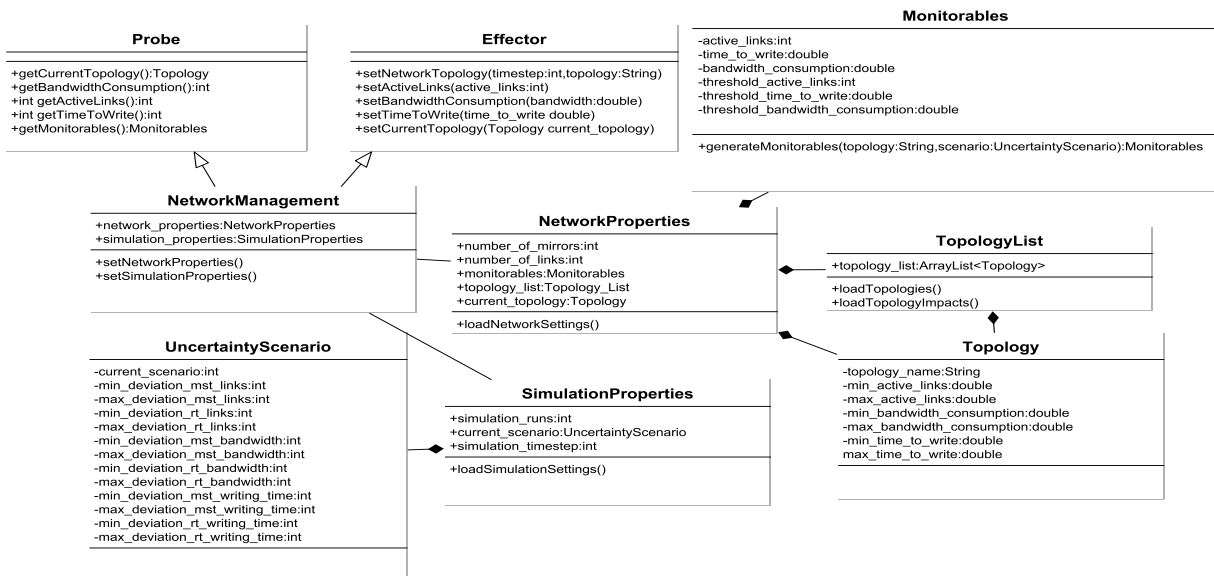 Probe
+getCurrentTopology():Topology
+getBandwidthConsumption():int
+int getActiveLinks():int
+int getTimeToWrite():int
+getMonitorables():Monitorables
Effector
+setNetworkTopology(timestep:int,topology:String)
+setActiveLinks(active_links:int)
+setBandwidthConsumption(bandwidth:double)
+setTimeToWrite(time_to_write double)
+setCurrentTopology(Topology current_topology)
Monitorables
-active_links:int
-time_to_write:double
-bandwidth_consumption:double
-threshold_active_links:int
-threshold_time_to_write:double
-threshold_bandwidth_consumption:double
+generateMonitorables(topology:String,scenario:UncertaintyScenario):Monitorables
NetworkManagement
+network_properties:NetworkProperties
+simulation_properties:SimulationProperties
+setNetworkProperties()
+setSimulationProperties()
NetworkProperties
+number_of_mirrors:int
+number_of_links:int
+monitorables:Monitorables
+topology_list:Topology_List
+current_topology:Topology
+loadNetworkSettings()
TopologyList
+topology_list:ArrayList<Topology>
+loadTopologies()
+loadTopologyImpacts()
UncertaintyScenario
-current_scenario:int
-min_deviation_mst_links:int
-max_deviation_mst_links:int
-min_deviation_rt_links:int
-max_deviation_rt_links:int
-min_deviation_mst_bandwidth:int
-max_deviation_mst_bandwidth:int
-min_deviation_rt_bandwidth:int
-max_deviation_rt_bandwidth:int
-min_deviation_mst_writing_time:int
-max_deviation_mst_writing_time:int
-min_deviation_rt_writing_time:int
-max_deviation_rt_writing_time:int
SimulationProperties
+simulation_runs:int
+current_scenario:UncertaintyScenario
+simulation_timestep:int
+loadSimulationSettings()
Topology
-topology_name:String
-min_active_links:double
-max_active_links:double
-min_bandwidth_consumption:double
-max_bandwidth_consumption:double
-min_time_to_write:double
max_time_to_write:double